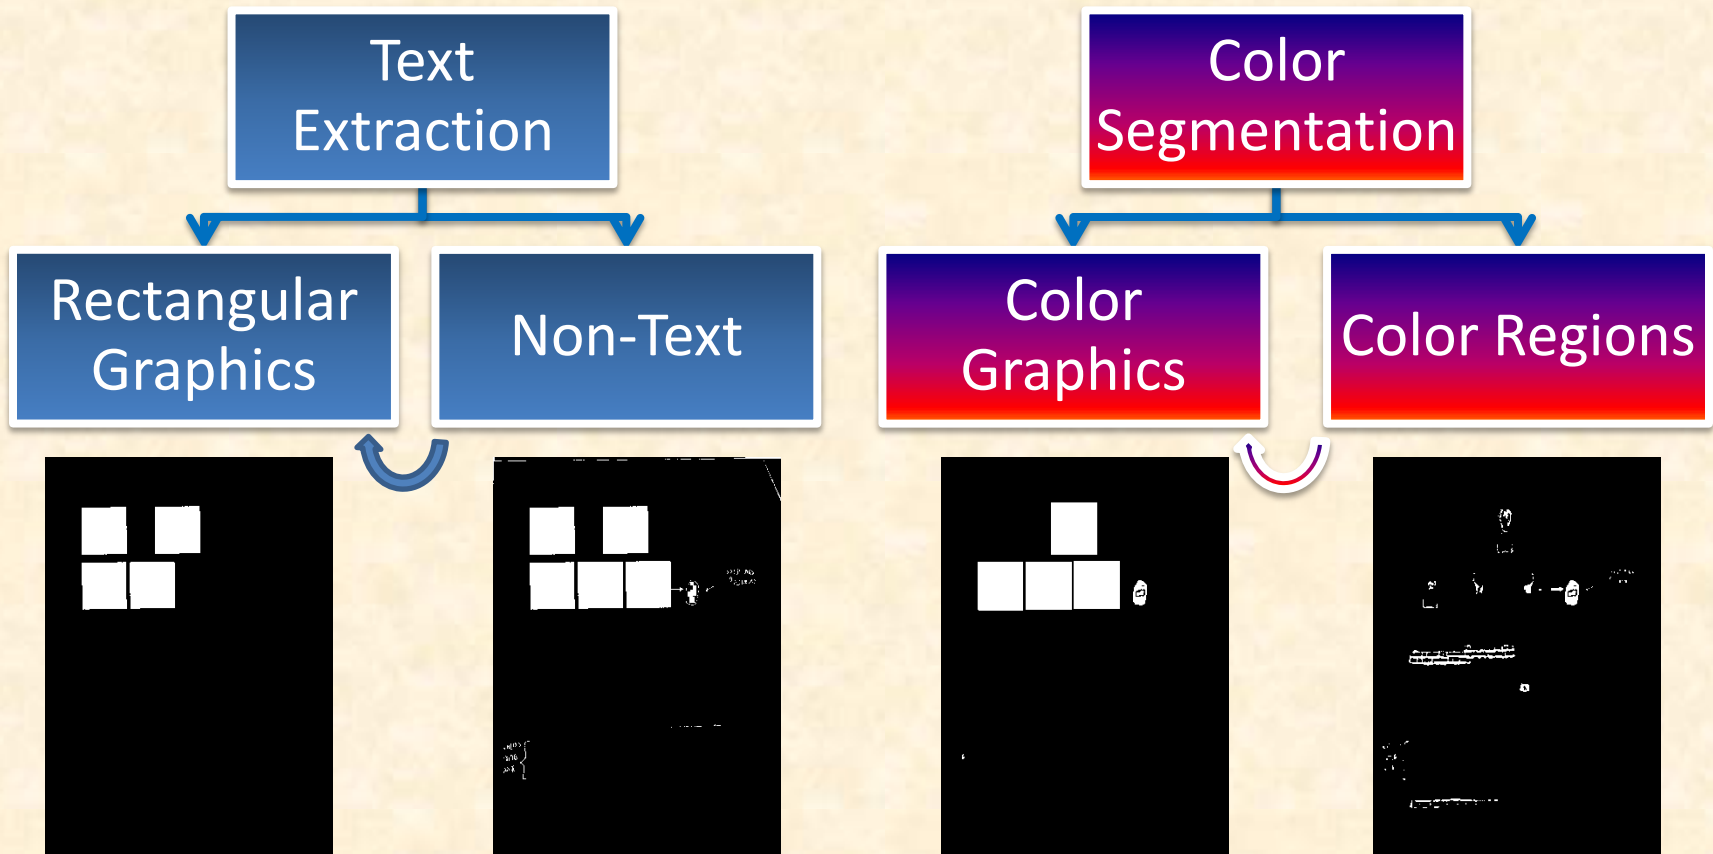 Text
Extraction
Color
Segmentation
Rectangular
Graphics
Non-Text
Color
Graphics
Color Regions